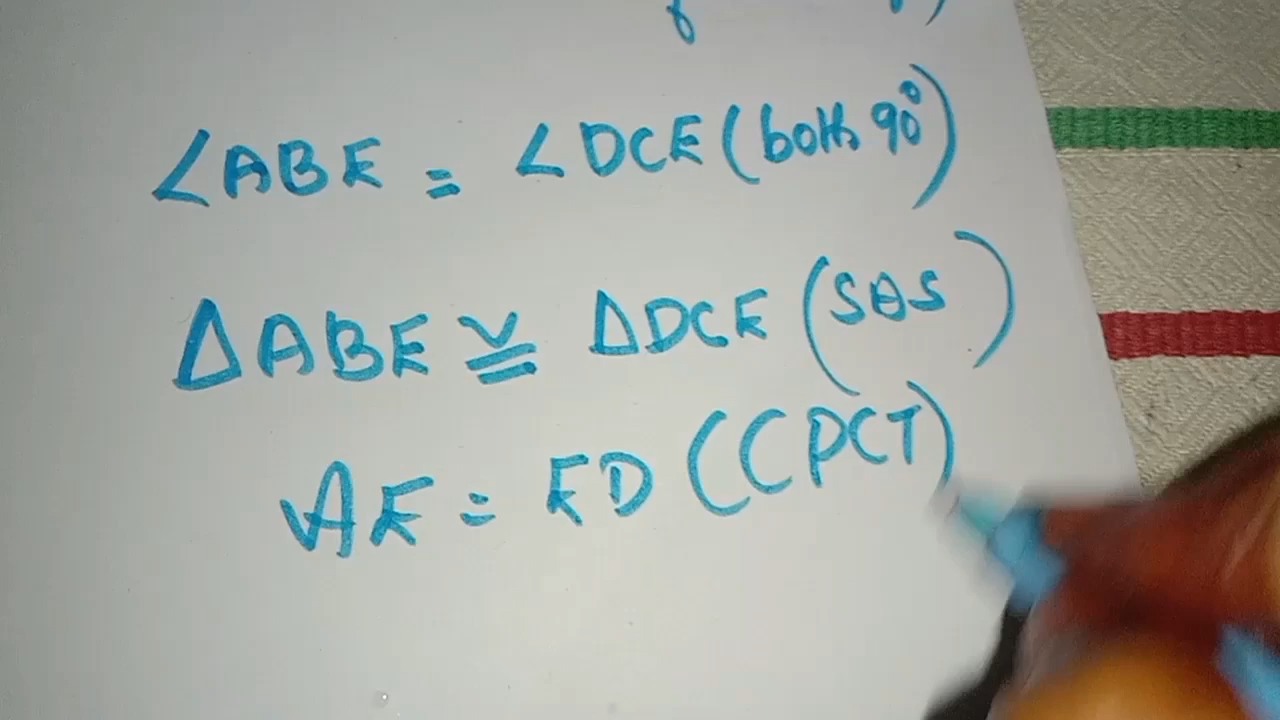 ∠ABE = ∠DCE (both 90°)
ΔABE ≅ ΔDCE (SAS)
AE = ED (CPCT)